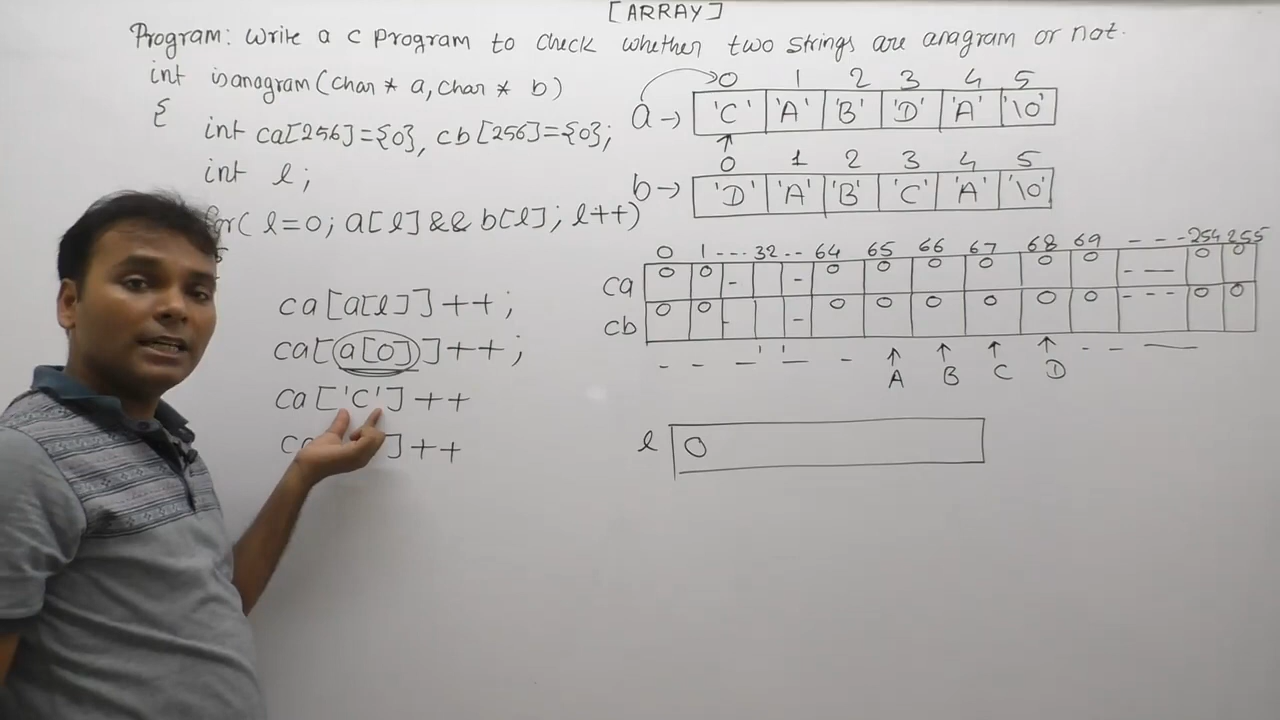 [ARRAY]
Program: Write a c program to check whether two strings are anagram or not.
int isanagram(char * a, char * b)
{
int ca[256]={0}, cb[256]={0};
int l;
for( l=0; a[l] && b[l]; l++)
{
ca[a[l]]++;
ca[a[0]]++;
ca['c']++
]++
0 1 2 3 4 5
a→ 'C' 'A' 'B' 'D' 'A' '\0'
0 1 2 3 4 5
b→ 'D' 'A' 'B' 'C' 'A' '\0'
0 1 --- 32 -- 64 65 66 67 68 69 ---- 254 255
ca 0 0 - - 0 0 0 0 0 0 - — 0 0
cb 0 0 - - 0 0 0 0 0 0 --- 0 0
A B C D
l 0